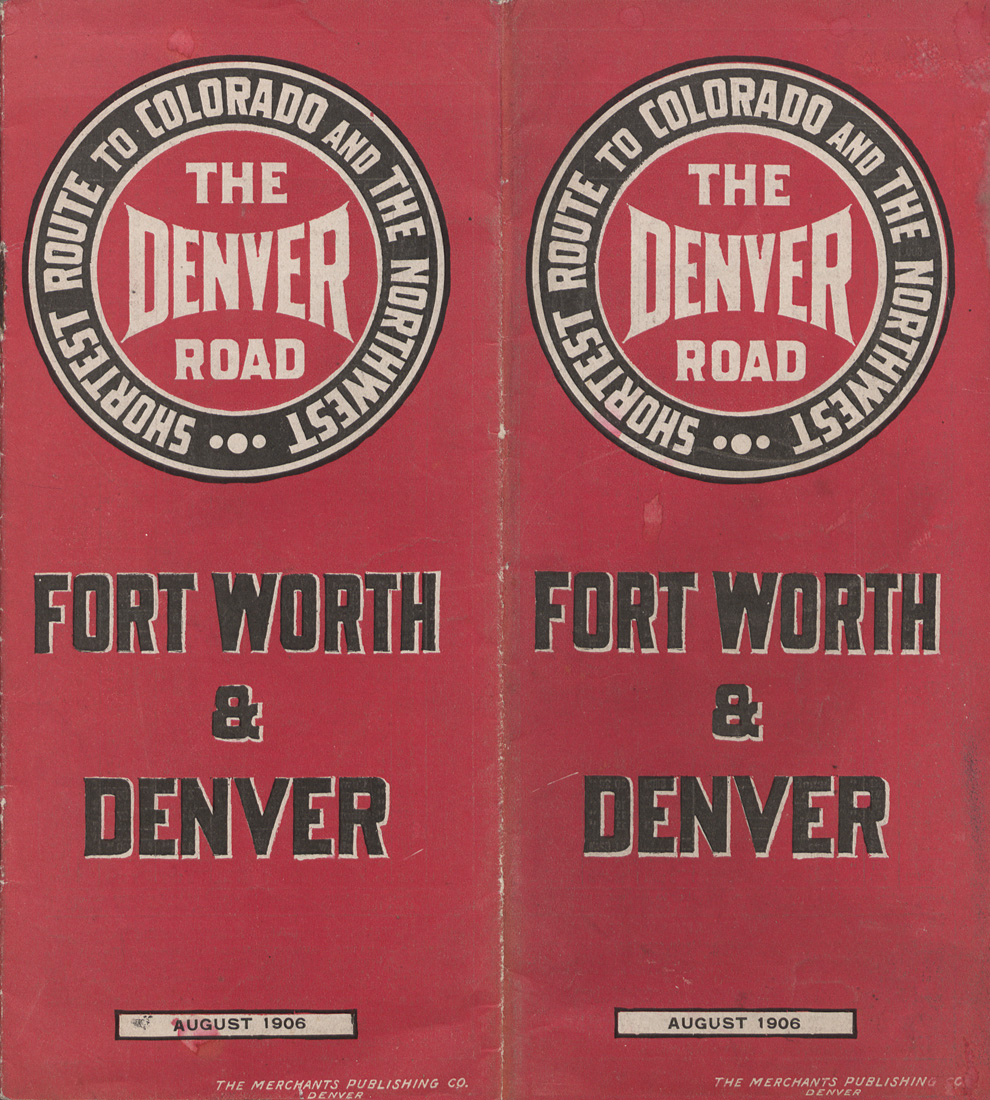 SHORTEST ROUTE TO COLORADO AND THE NORTHWEST
THE
DENVER
ROAD
FORT WORTH
&
DENVER
AUGUST 1906
THE MERCHANTS PUBLISHING CO.
DENVER
SHORTEST ROUTE TO COLORADO AND THE NORTHWEST
THE
DENVER
ROAD
FORT WORTH
&
DENVER
AUGUST 1906
THE MERCHANTS PUBLISHING CO.
DENVER